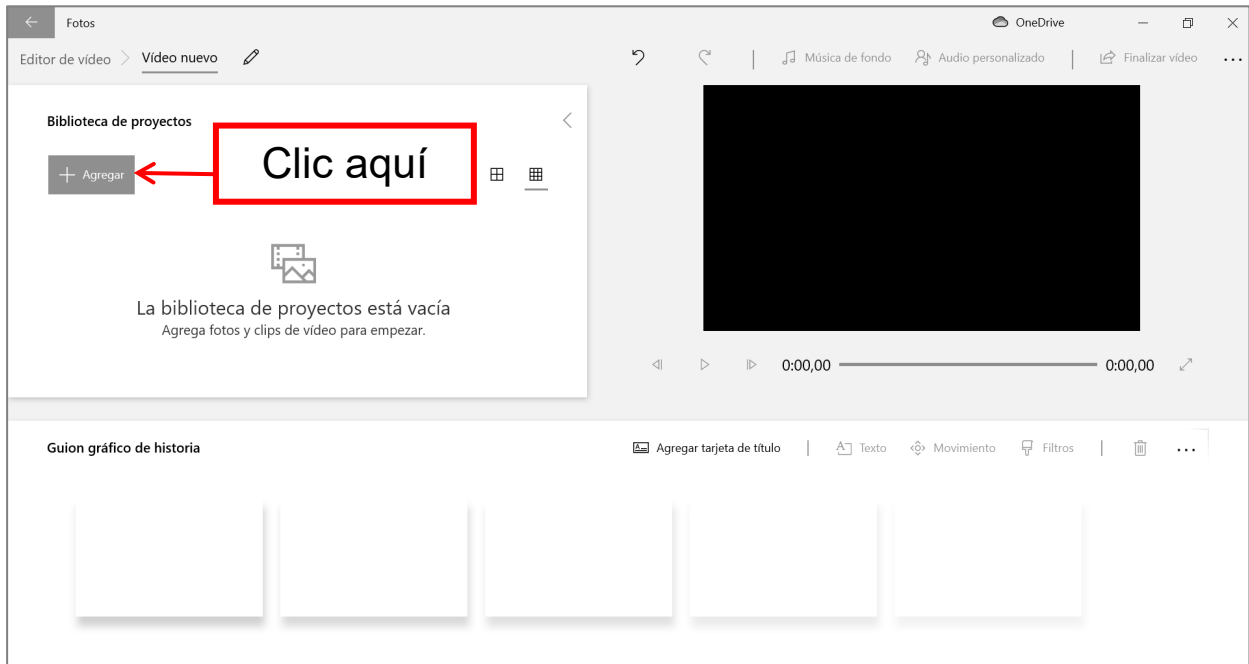 Fotos
OneDrive
Editor de vídeo
Vídeo nuevo
Música de fondo
Audio personalizado
Finalizar vídeo
Biblioteca de proyectos
Agregar
Clic aquí
La biblioteca de proyectos está vacía
Agrega fotos y clips de vídeo para empezar.
0:00,00
0:00,00
Guion gráfico de historia
Agregar tarjeta de título
Texto
Movimiento
Filtros